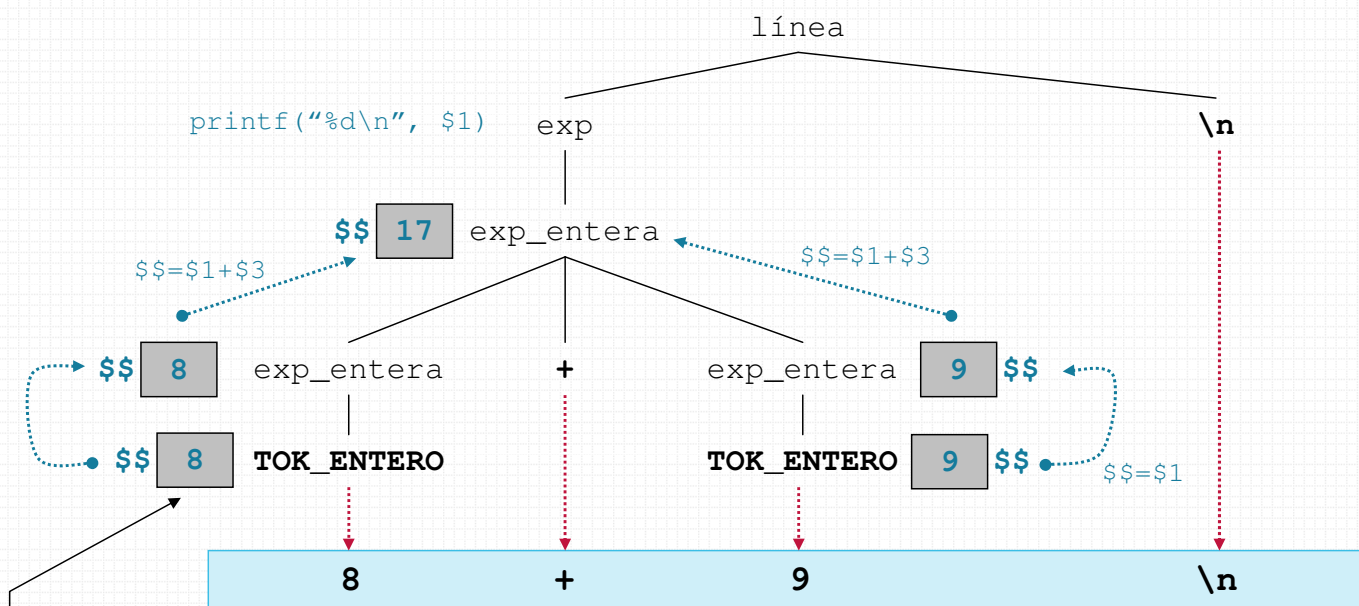 línea
printf(“%d\n”, $1) exp \n
$$ 17 exp_entera
$$=$1+$3 $$=$1+$3
$$ 8 exp_entera + exp_entera 9 $$
$$ 8 TOK_ENTERO TOK_ENTERO 9 $$ $$=$1
8 + 9 \n